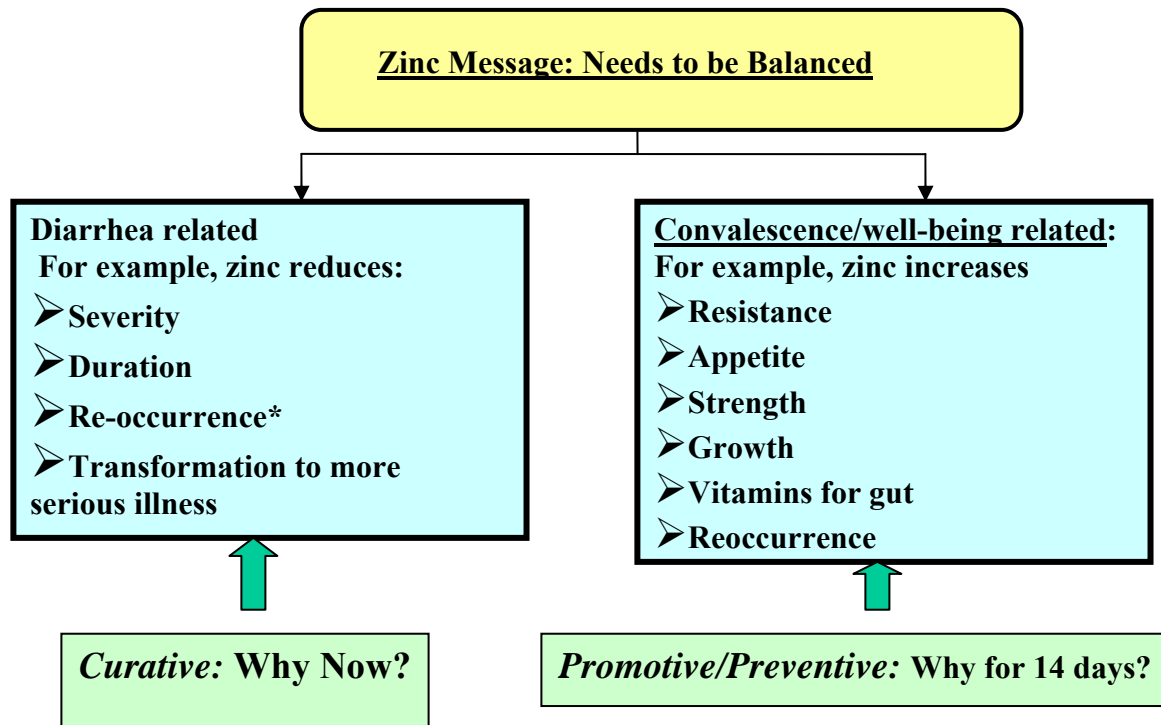 Zinc Message: Needs to be Balanced
Diarrhea related
For example, zinc reduces:
➢Severity
➢Duration
➢Re-occurrence*
➢Transformation to more
serious illness
Convalescence/well-being related:
For example, zinc increases
➢Resistance
➢Appetite
➢Strength
➢Growth
➢Vitamins for gut
➢Reoccurrence
Curative: Why Now?
Promotive/Preventive: Why for 14 days?